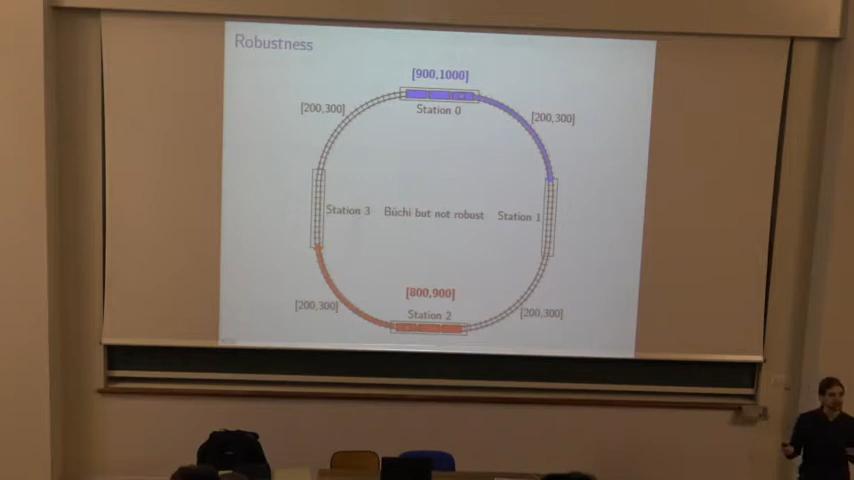 Robustness
[900,1000]
Station 0
[200,300]
[200,300]
Station 3
Büchi but not robust
Station 1
[800,900]
[200,300]
Station 2
[200,300]